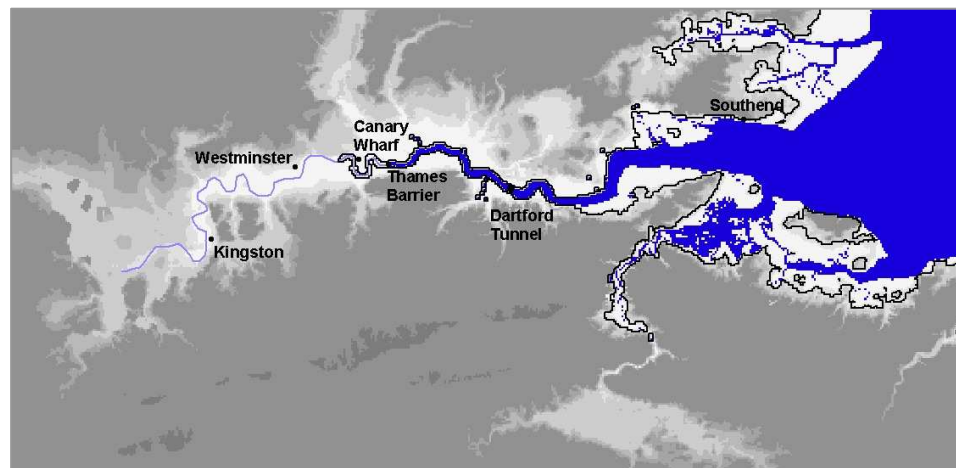 Southend
Canary
Wharf
Westminster
Thames
Barrier
Dartford
Tunnel
Kingston